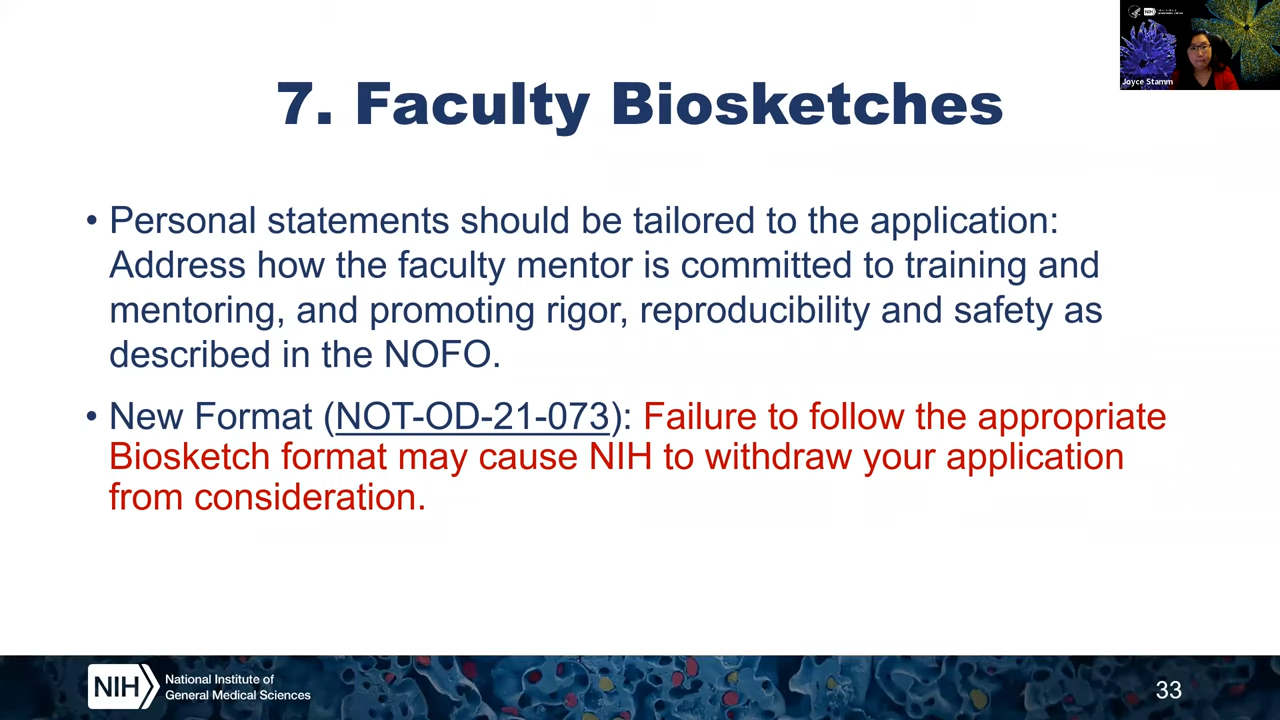 NIH
Joyce Stamm
7. Faculty Biosketches
• Personal statements should be tailored to the application:
Address how the faculty mentor is committed to training and
mentoring, and promoting rigor, reproducibility and safety as
described in the NOFO.
• New Format (NOT-OD-21-073): Failure to follow the appropriate
Biosketch format may cause NIH to withdraw your application
from consideration.
NIH
National Institute of
General Medical Sciences
33